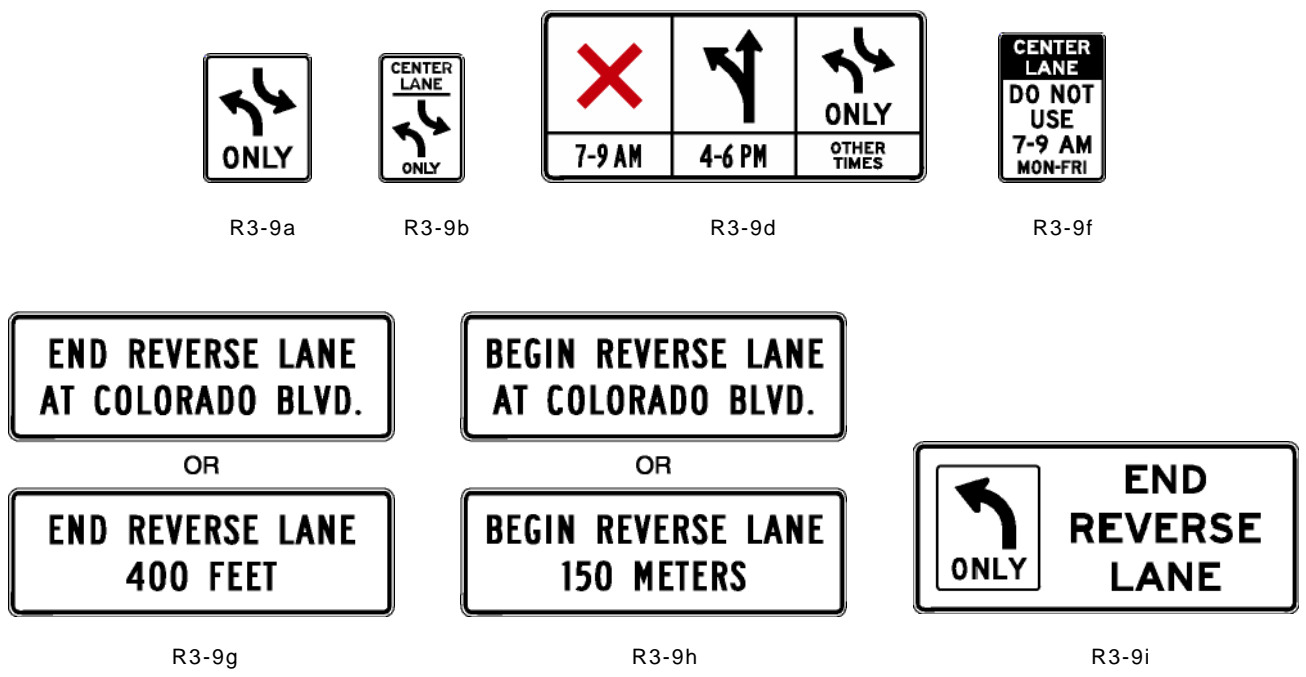 ONLY
R3-9a
CENTER
LANE
ONLY
R3-9b
7-9 AM
4-6 PM
ONLY
OTHER
TIMES
R3-9d
CENTER
LANE
DO NOT
USE
7-9 AM
MON-FRI
R3-9f
END REVERSE LANE
AT COLORADO BLVD.
OR
END REVERSE LANE
400 FEET
R3-9g
BEGIN REVERSE LANE
AT COLORADO BLVD.
OR
BEGIN REVERSE LANE
150 METERS
R3-9h
ONLY
END
REVERSE
LANE
R3-9i